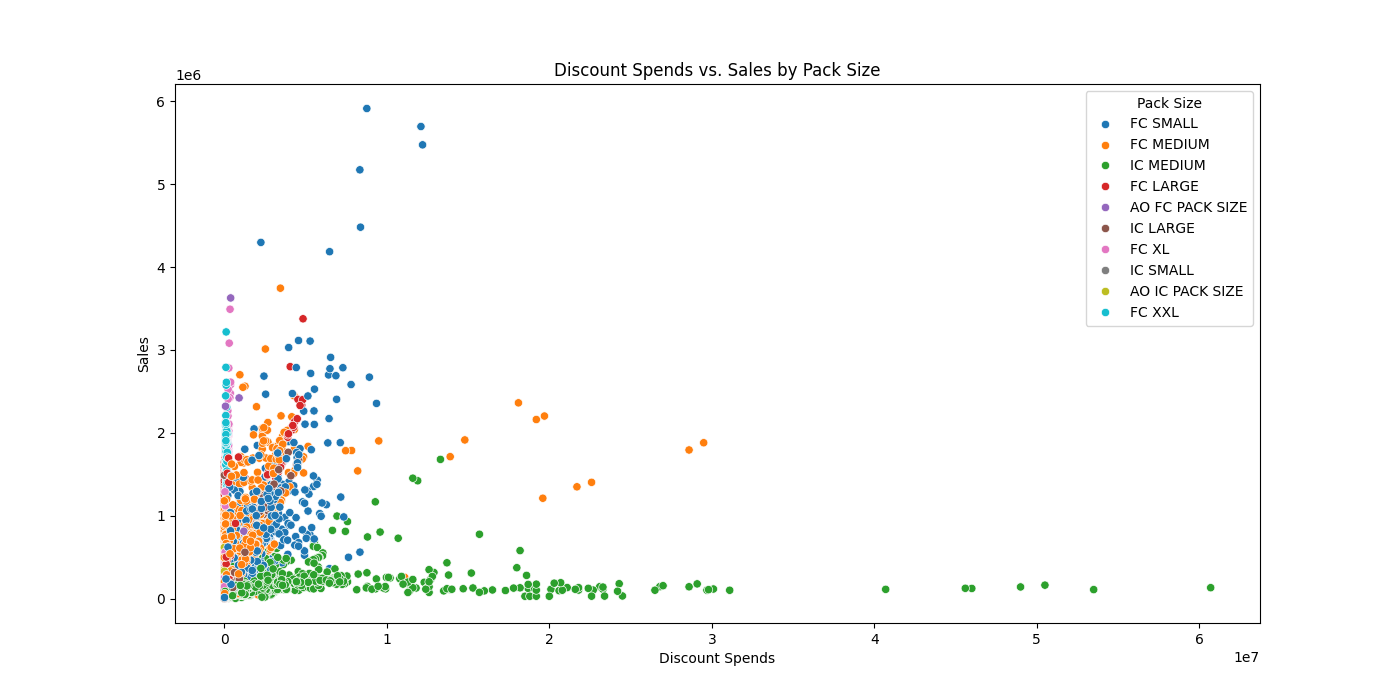 Discount Spends vs. Sales by Pack Size
1e6
6
5
4
3
2
1
0
Sales
0 1 2 3 4 5 6
1e7
Discount Spends
Pack Size
FC SMALL
FC MEDIUM
IC MEDIUM
FC LARGE
AO FC PACK SIZE
IC LARGE
FC XL
IC SMALL
AO IC PACK SIZE
FC XXL